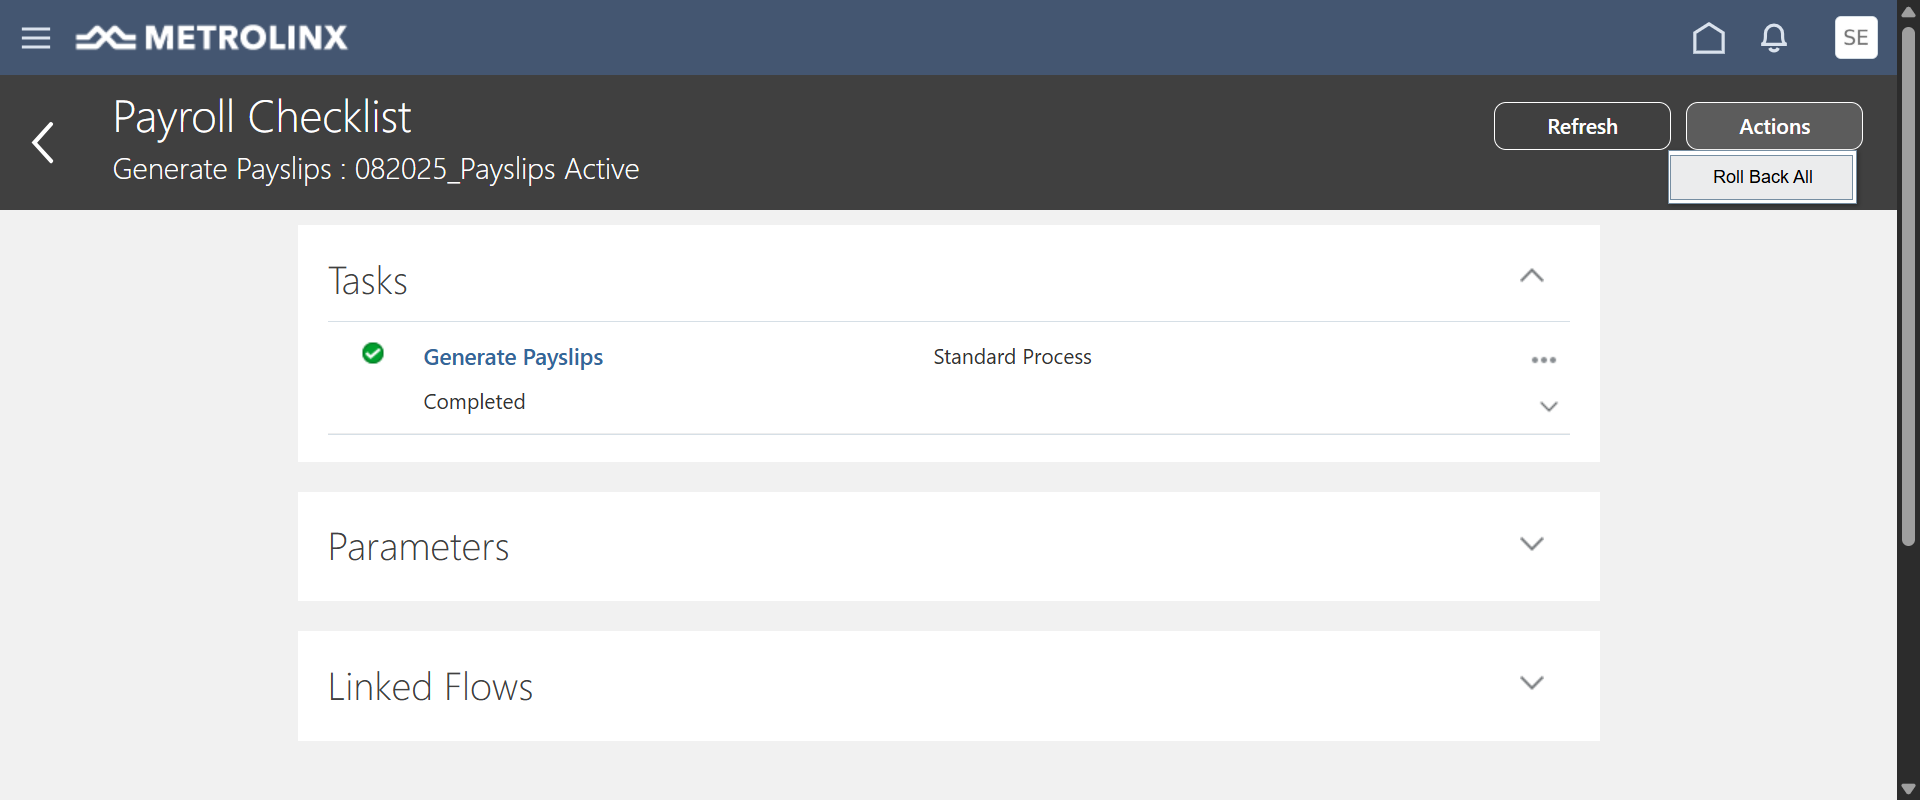 METROLINX
SE
Payroll Checklist
Generate Payslips : 082025_Payslips Active
Refresh
Actions
Roll Back All
Tasks
Generate Payslips
Standard Process
Completed
Parameters
Linked Flows